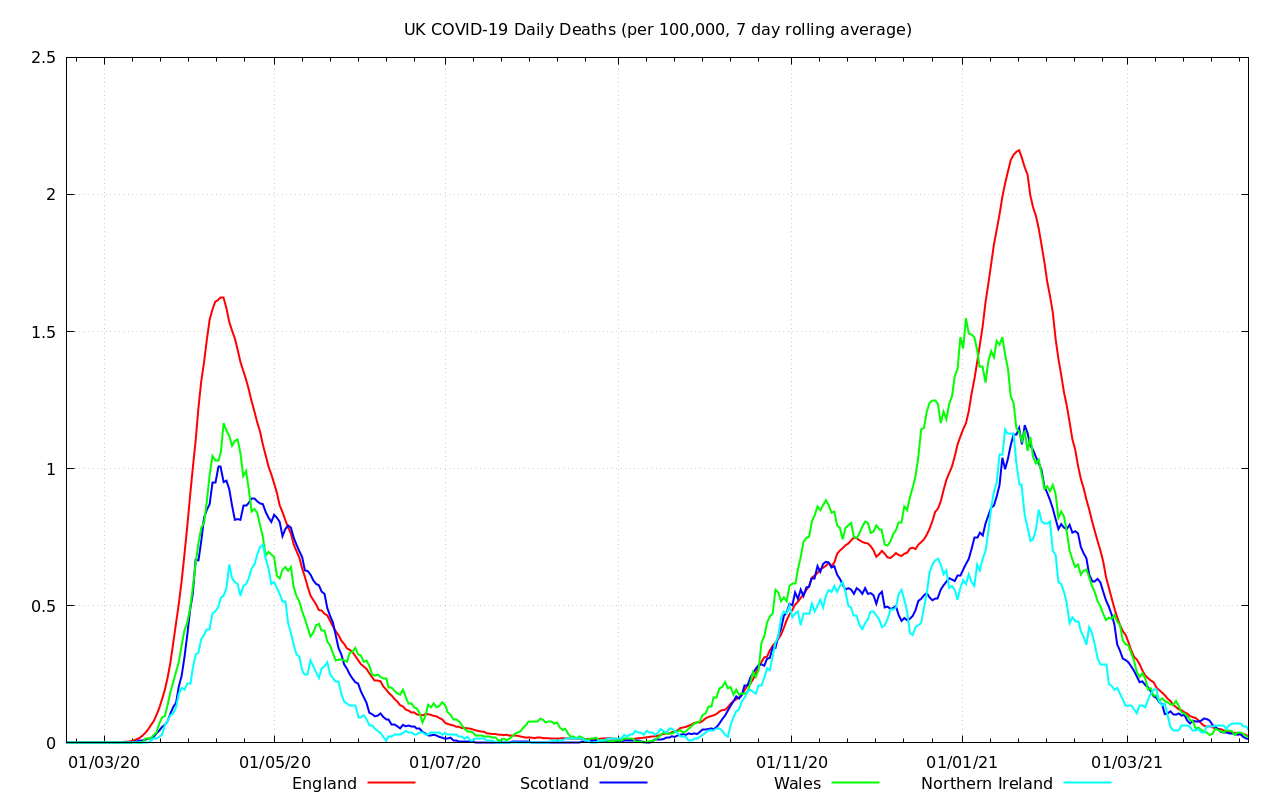 UK COVID-19 Daily Deaths (per 100,000, 7 day rolling average)
2.5
2
1.5
1
0.5
0
01/03/20 01/05/20 01/07/20 01/09/20 01/11/20 01/01/21 01/03/21
England Scotland Wales Northern Ireland